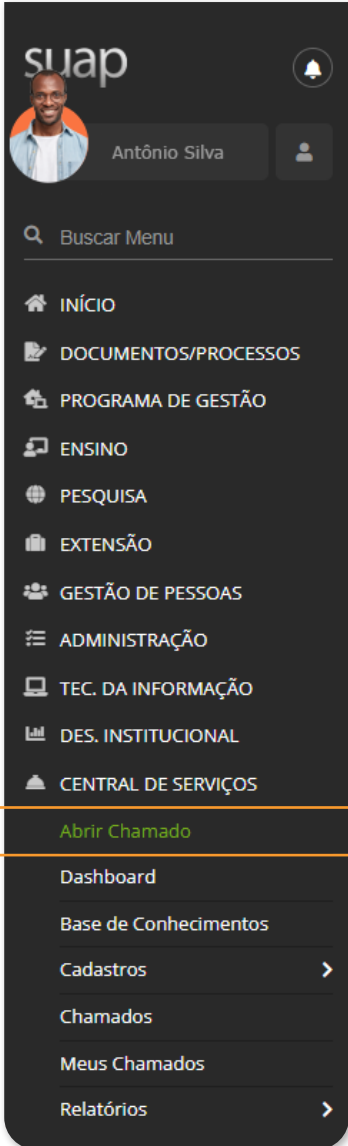 suap
Antônio Silva
Buscar Menu
INÍCIO
DOCUMENTOS/PROCESSOS
PROGRAMA DE GESTÃO
ENSINO
PESQUISA
EXTENSÃO
GESTÃO DE PESSOAS
ADMINISTRAÇÃO
TEC. DA INFORMAÇÃO
DES. INSTITUCIONAL
CENTRAL DE SERVIÇOS
Abrir Chamado
Dashboard
Base de Conhecimentos
Cadastros
Chamados
Meus Chamados
Relatórios